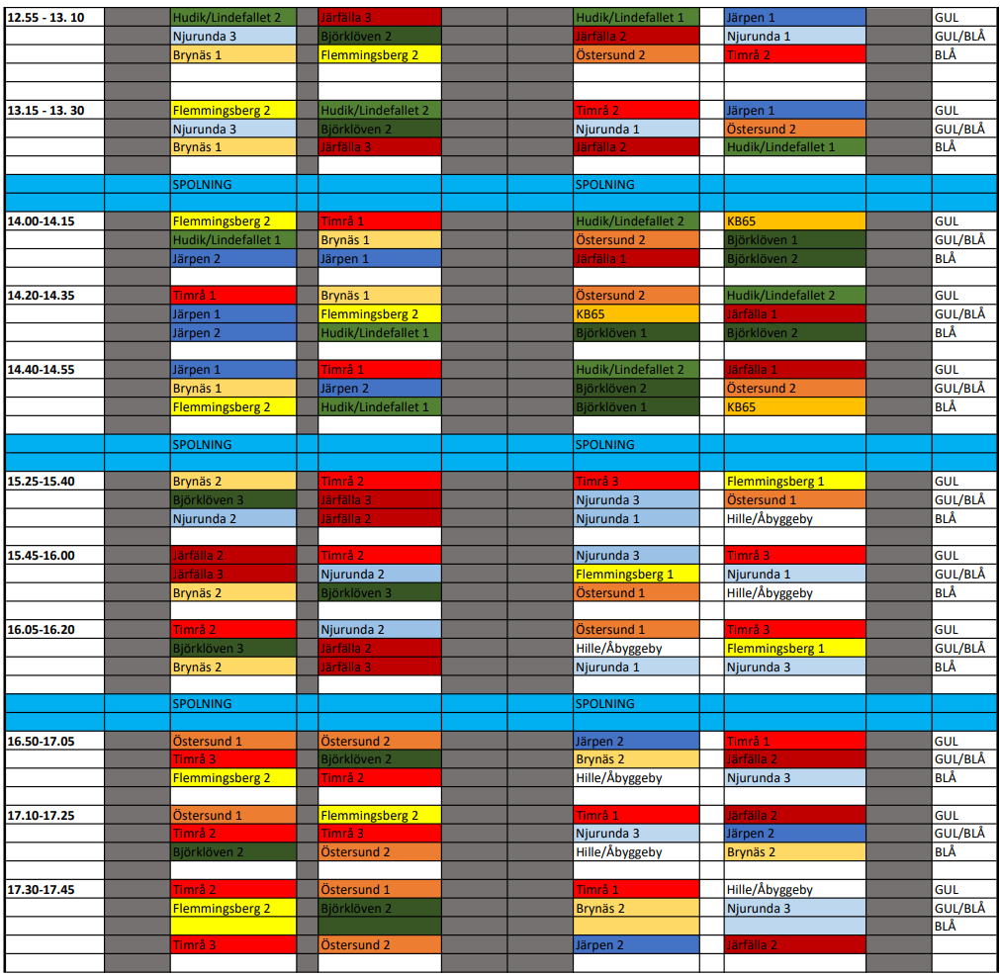 12.55 - 13. 10 Hudik/Lindefallet 2 Järfälla 3 Hudik/Lindefallet 1 Järpen 1 GUL
Njurunda 3 Björklöven 2 Järfälla 2 Njurunda 1 GUL/BLÅ
Brynäs 1 Flemmingsberg 2 Östersund 2 Timrå 2 BLÅ
13.15 - 13. 30 Flemmingsberg 2 Hudik/Lindefallet 2 Timrå 2 Järpen 1 GUL
Njurunda 3 Björklöven 2 Njurunda 1 Östersund 2 GUL/BLÅ
Brynäs 1 Järfälla 3 Järfälla 2 Hudik/Lindefallet 1 BLÅ
SPOLNING SPOLNING
14.00-14.15 Flemmingsberg 2 Timrå 1 Hudik/Lindefallet 2 KB65 GUL
Hudik/Lindefallet 1 Brynäs 1 Östersund 2 Björklöven 1 GUL/BLÅ
Järpen 2 Järpen 1 Järfälla 1 Björklöven 2 BLÅ
14.20-14.35 Timrå 1 Brynäs 1 Östersund 2 Hudik/Lindefallet 2 GUL
Järpen 1 Flemmingsberg 2 KB65 Järfälla 1 GUL/BLÅ
Järpen 2 Hudik/Lindefallet 1 Björklöven 1 Björklöven 2 BLÅ
14.40-14.55 Järpen 1 Timrå 1 Hudik/Lindefallet 2 Järfälla 1 GUL
Brynäs 1 Järpen 2 Björklöven 2 Östersund 2 GUL/BLÅ
Flemmingsberg 2 Hudik/Lindefallet 1 Björklöven 1 KB65 BLÅ
SPOLNING SPOLNING
15.25-15.40 Brynäs 2 Timrå 2 Timrå 3 Flemmingsberg 1 GUL
Björklöven 3 Järfälla 3 Njurunda 3 Östersund 1 GUL/BLÅ
Njurunda 2 Järfälla 2 Njurunda 1 Hille/Åbyggeby BLÅ
15.45-16.00 Järfälla 2 Timrå 2 Njurunda 3 Timrå 3 GUL
Järfälla 3 Njurunda 2 Flemmingsberg 1 Njurunda 1 GUL/BLÅ
Brynäs 2 Björklöven 3 Östersund 1 Hille/Åbyggeby BLÅ
16.05-16.20 Timrå 2 Njurunda 2 Östersund 1 Timrå 3 GUL
Björklöven 3 Järfälla 2 Hille/Åbyggeby Flemmingsberg 1 GUL/BLÅ
Brynäs 2 Järfälla 3 Njurunda 1 Njurunda 3 BLÅ
SPOLNING SPOLNING
16.50-17.05 Östersund 1 Östersund 2 Järpen 2 Timrå 1 GUL
Timrå 3 Björklöven 2 Brynäs 2 Järfälla 2 GUL/BLÅ
Flemmingsberg 2 Timrå 2 Hille/Åbyggeby Njurunda 3 BLÅ
17.10-17.25 Östersund 1 Flemmingsberg 2 Timrå 1 Järfälla 2 GUL
Timrå 2 Timrå 3 Njurunda 3 Järpen 2 GUL/BLÅ
Björklöven 2 Östersund 2 Hille/Åbyggeby Brynäs 2 BLÅ
17.30-17.45 Timrå 2 Östersund 1 Timrå 1 Hille/Åbyggeby GUL
Flemmingsberg 2 Björklöven 2 Brynäs 2 Njurunda 3 GUL/BLÅ
BLÅ
Timrå 3 Östersund 2 Järpen 2 Järfälla 2